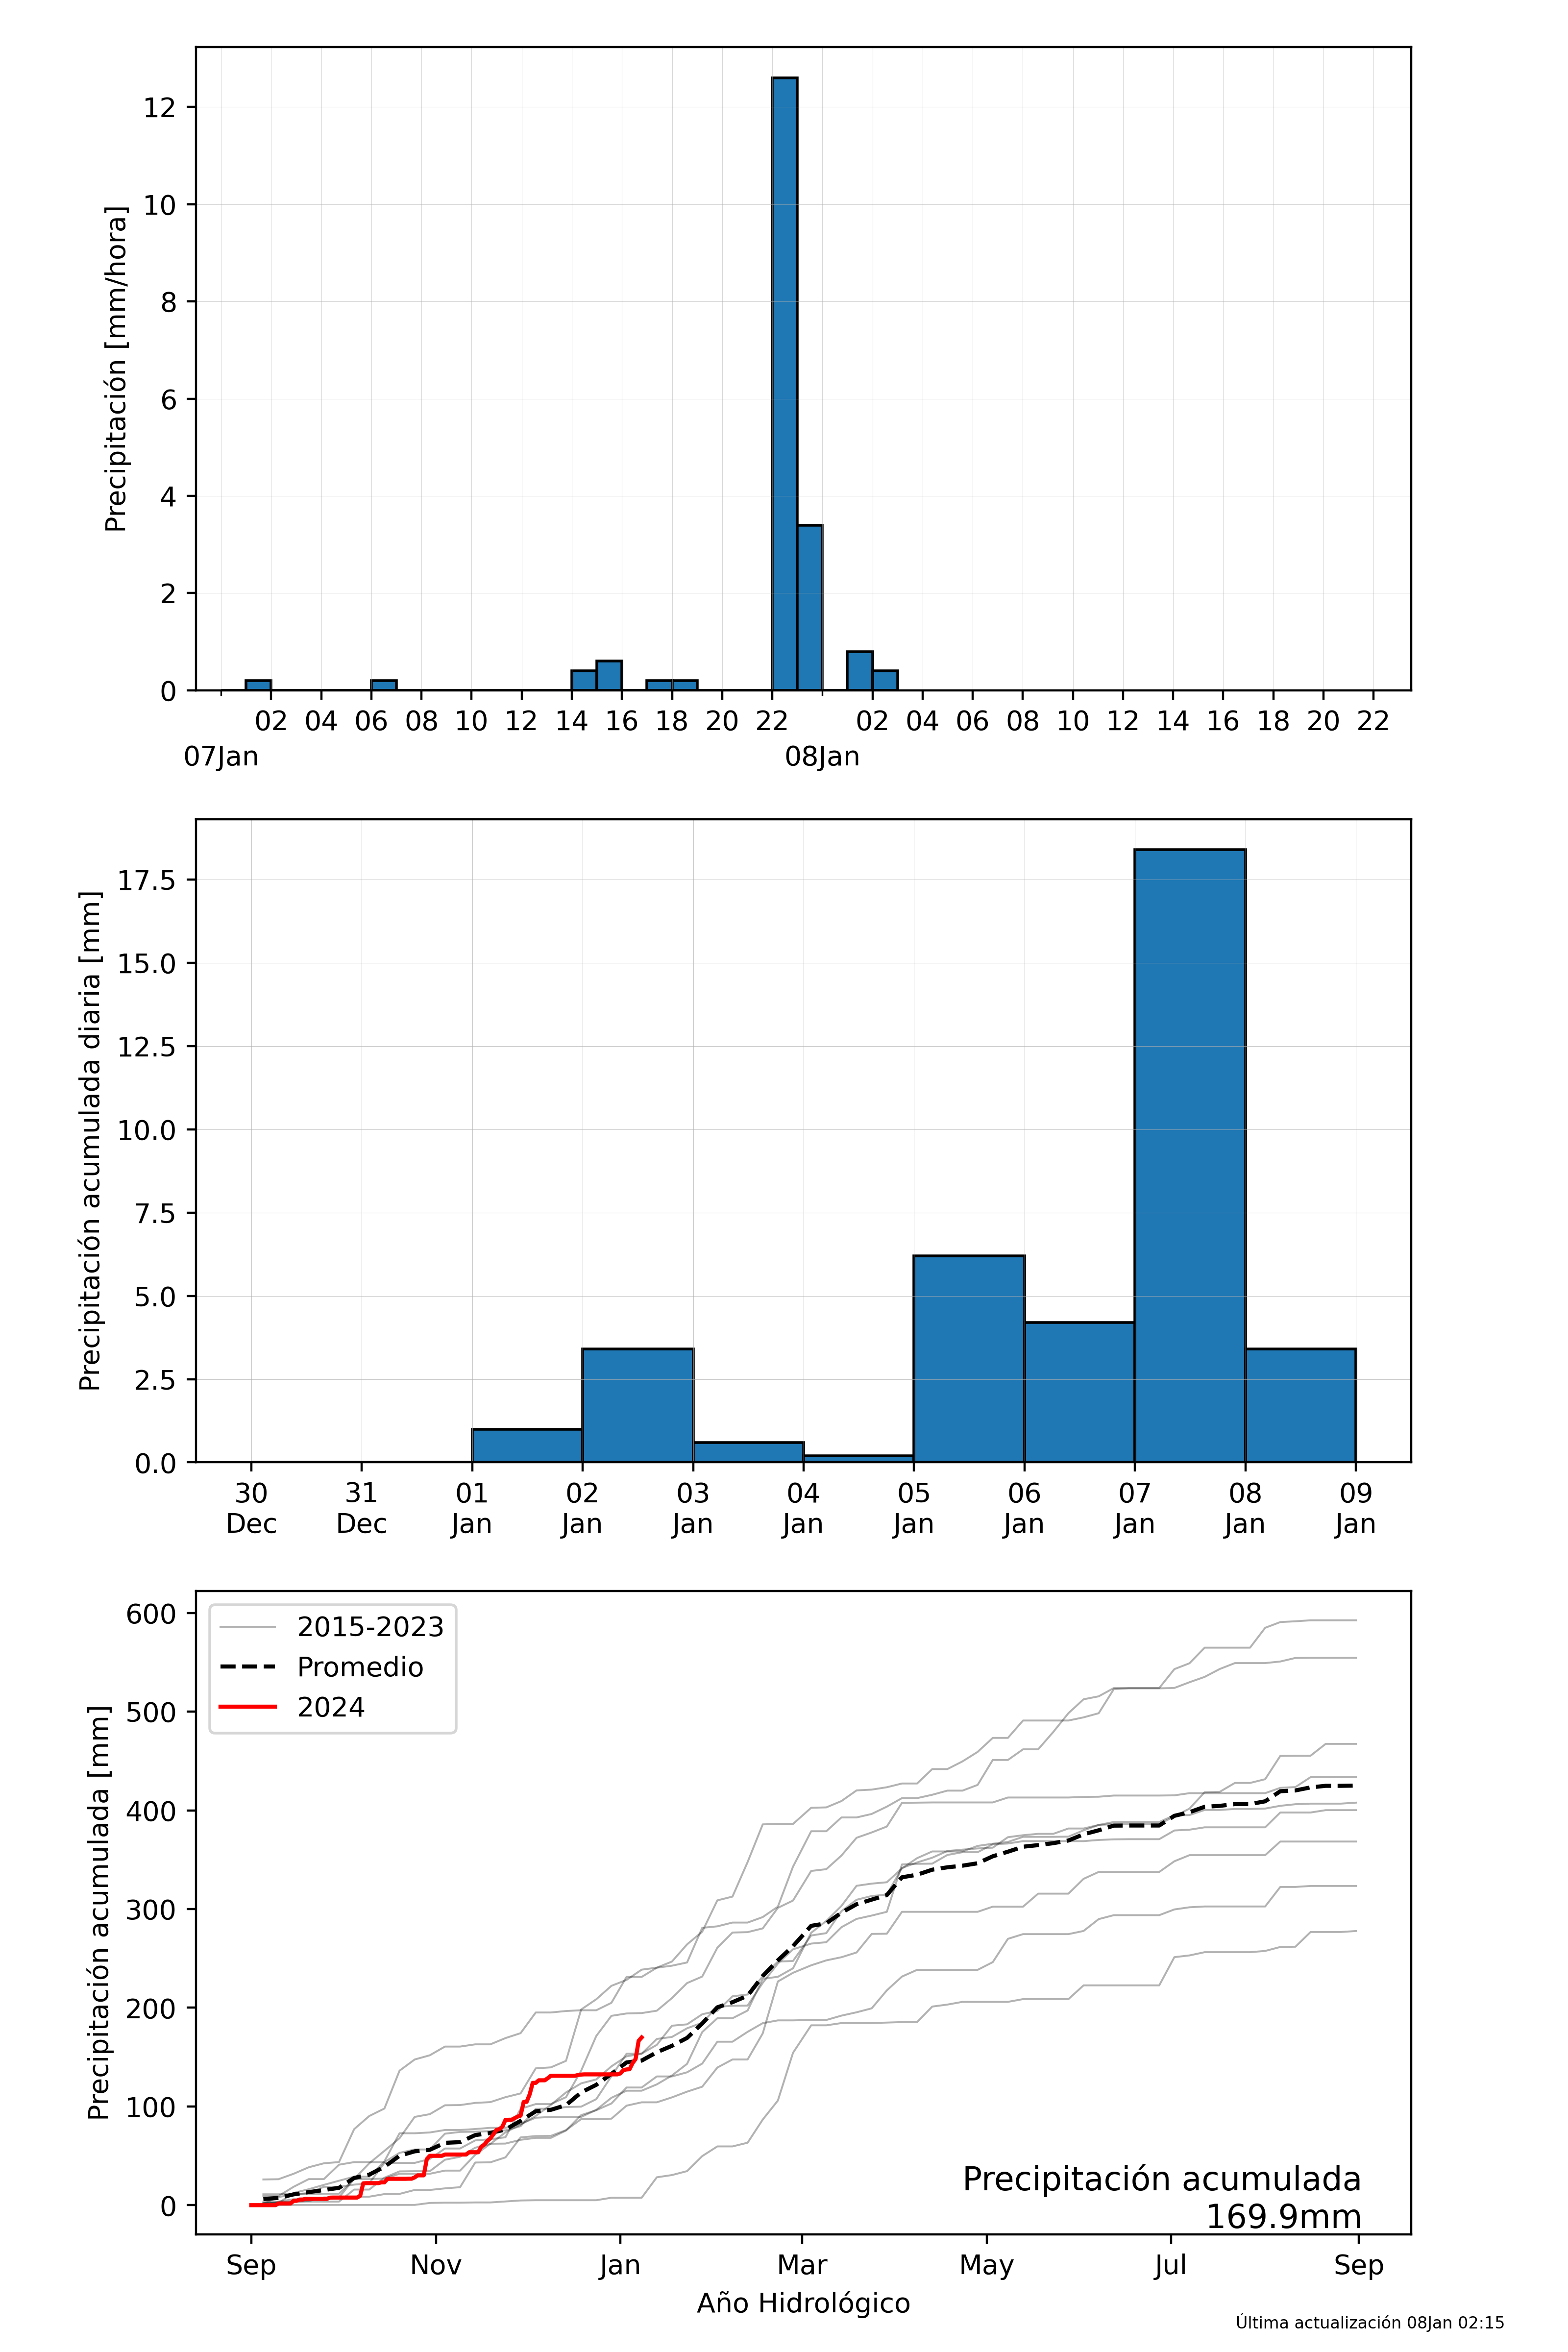 Precipitación [mm/hora]
12
10
8
6
4
2
0
02 04 06 08 10 12 14 16 18 20 22 02 04 06 08 10 12 14 16 18 20 22
07Jan 08Jan
Precipitación acumulada diaria [mm]
17.5
15.0
12.5
10.0
7.5
5.0
2.5
0.0
30 31 01 02 03 04 05 06 07 08 09
Dec Dec Jan Jan Jan Jan Jan Jan Jan Jan Jan
Precipitación acumulada [mm]
600
500
400
300
200
100
0
2015-2023
Promedio
2024
Precipitación acumulada
169.9mm
Sep Nov Jan Mar May Jul Sep
Año Hidrológico
Última actualización 08Jan 02:15